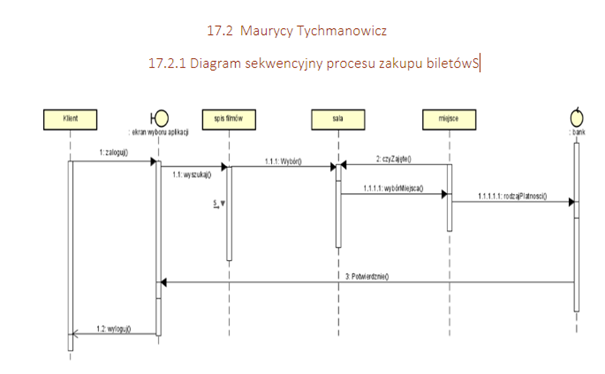 17.2 Maurycy Tychmanowicz
17.2.1 Diagram sekwencyjny procesu zakupu biletówS
Klient
: ekran wyboru aplikacji
spis filmów
sala
miejsce
: bank
1: zaloguj()
1.1: wyszukaj()
1.1.1: Wybór()
2: czyZajęte()
1.1.1.1: wybórMiejsca()
1.1.1.1.1: rodzajPłatnosci()
3: Potwierdznie()
1.2: wyloguj()